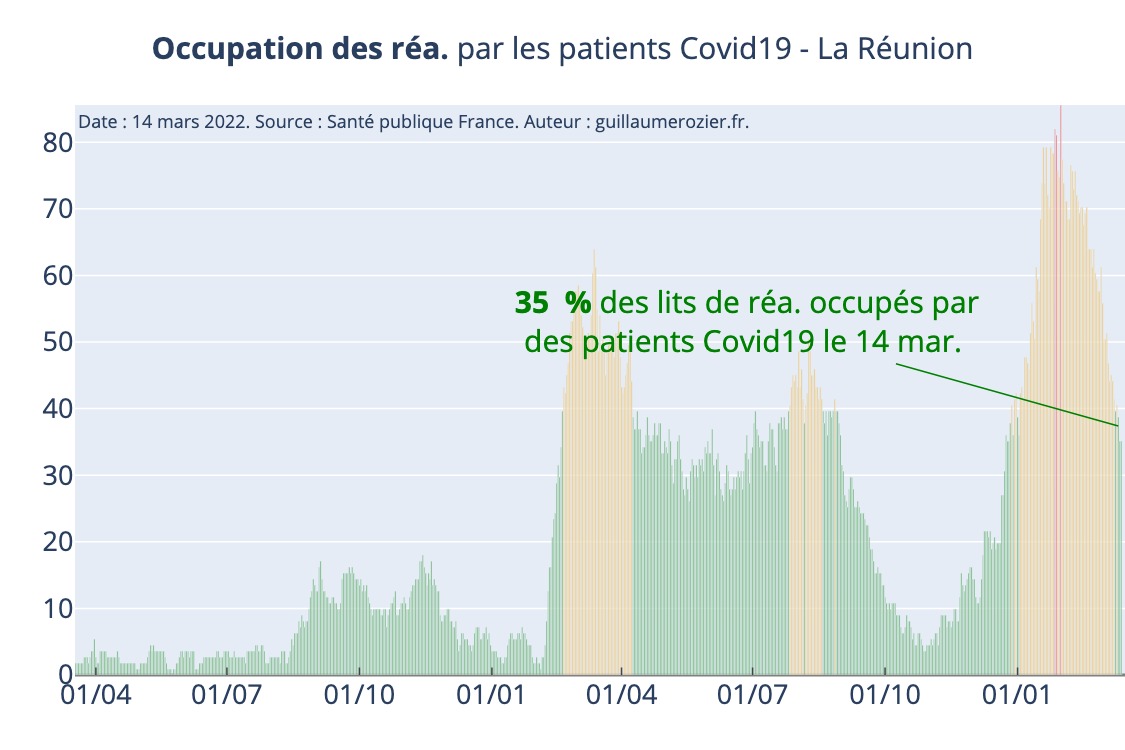 Occupation des réa. par les patients Covid19 - La Réunion
Date : 14 mars 2022. Source : Santé publique France. Auteur : guillaumerozier.fr.
80
70
60
35 % des lits de réa. occupés par
des patients Covid19 le 14 mar.
50
40
30
20
10
0
01/04 01/07 01/10 01/01 01/04 01/07 01/10 01/01